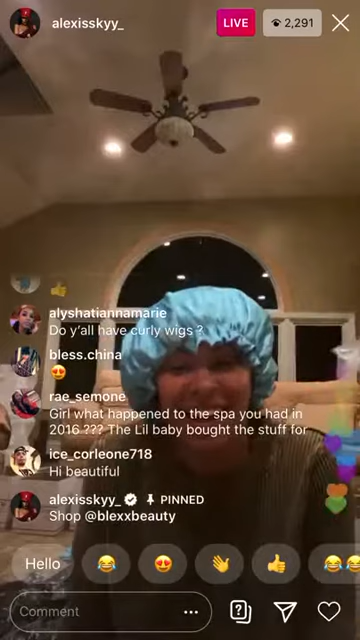 alexisskyy_
LIVE
2,291
alyshatiannamarie
Do y'all have curly wigs ?
bless.china
rae_semone
Girl what happened to the spa you had in
2016 ??? The Lil baby bought the stuff for
ice_corleone718
Hi beautiful
alexisskyy_ PINNED
Shop @blexxbeauty
Hello
Comment